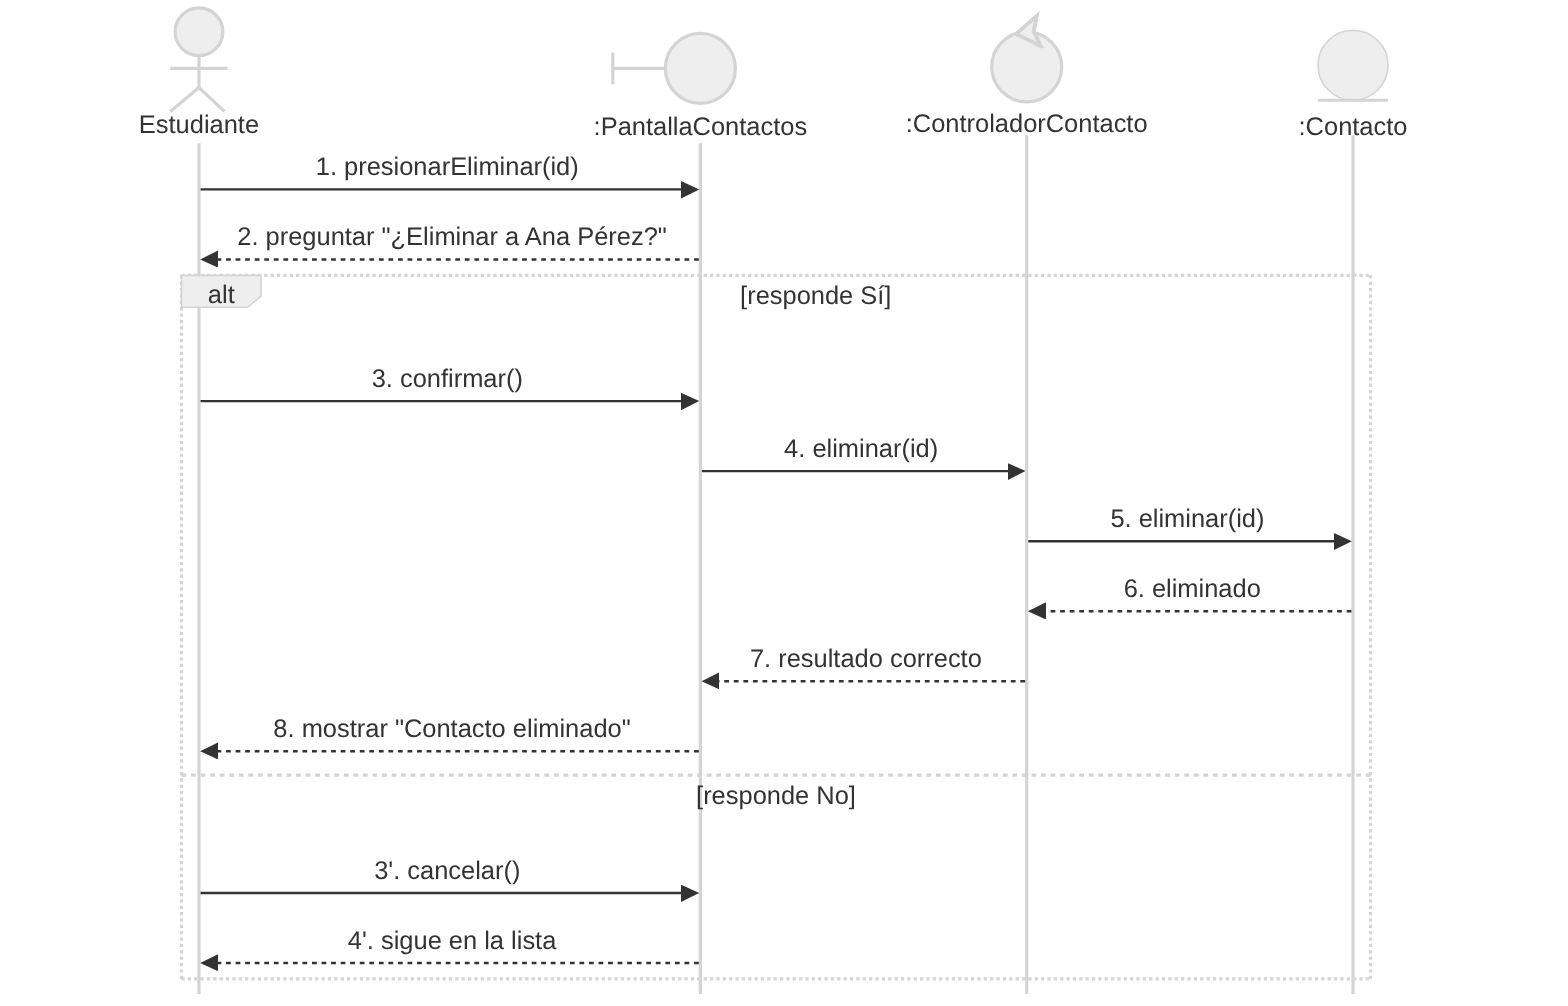 Estudiante
:PantallaContactos
:ControladorContacto
:Contacto
1. presionarEliminar(id)
2. preguntar "¿Eliminar a Ana Pérez?"
alt
[responde Sí]
3. confirmar()
4. eliminar(id)
5. eliminar(id)
6. eliminado
7. resultado correcto
8. mostrar "Contacto eliminado"
[responde No]
3'. cancelar()
4'. sigue en la lista